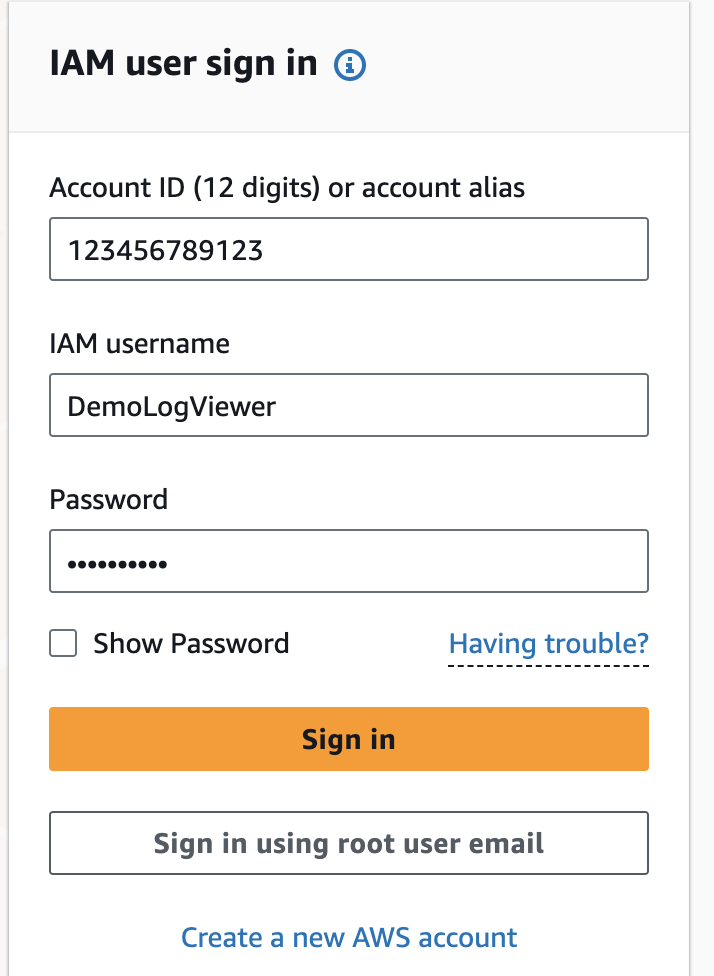 IAM user sign in
Account ID (12 digits) or account alias
123456789123
IAM username
DemoLogViewer
Password
••••••••••
Show Password
Having trouble?
Sign in
Sign in using root user email
Create a new AWS account